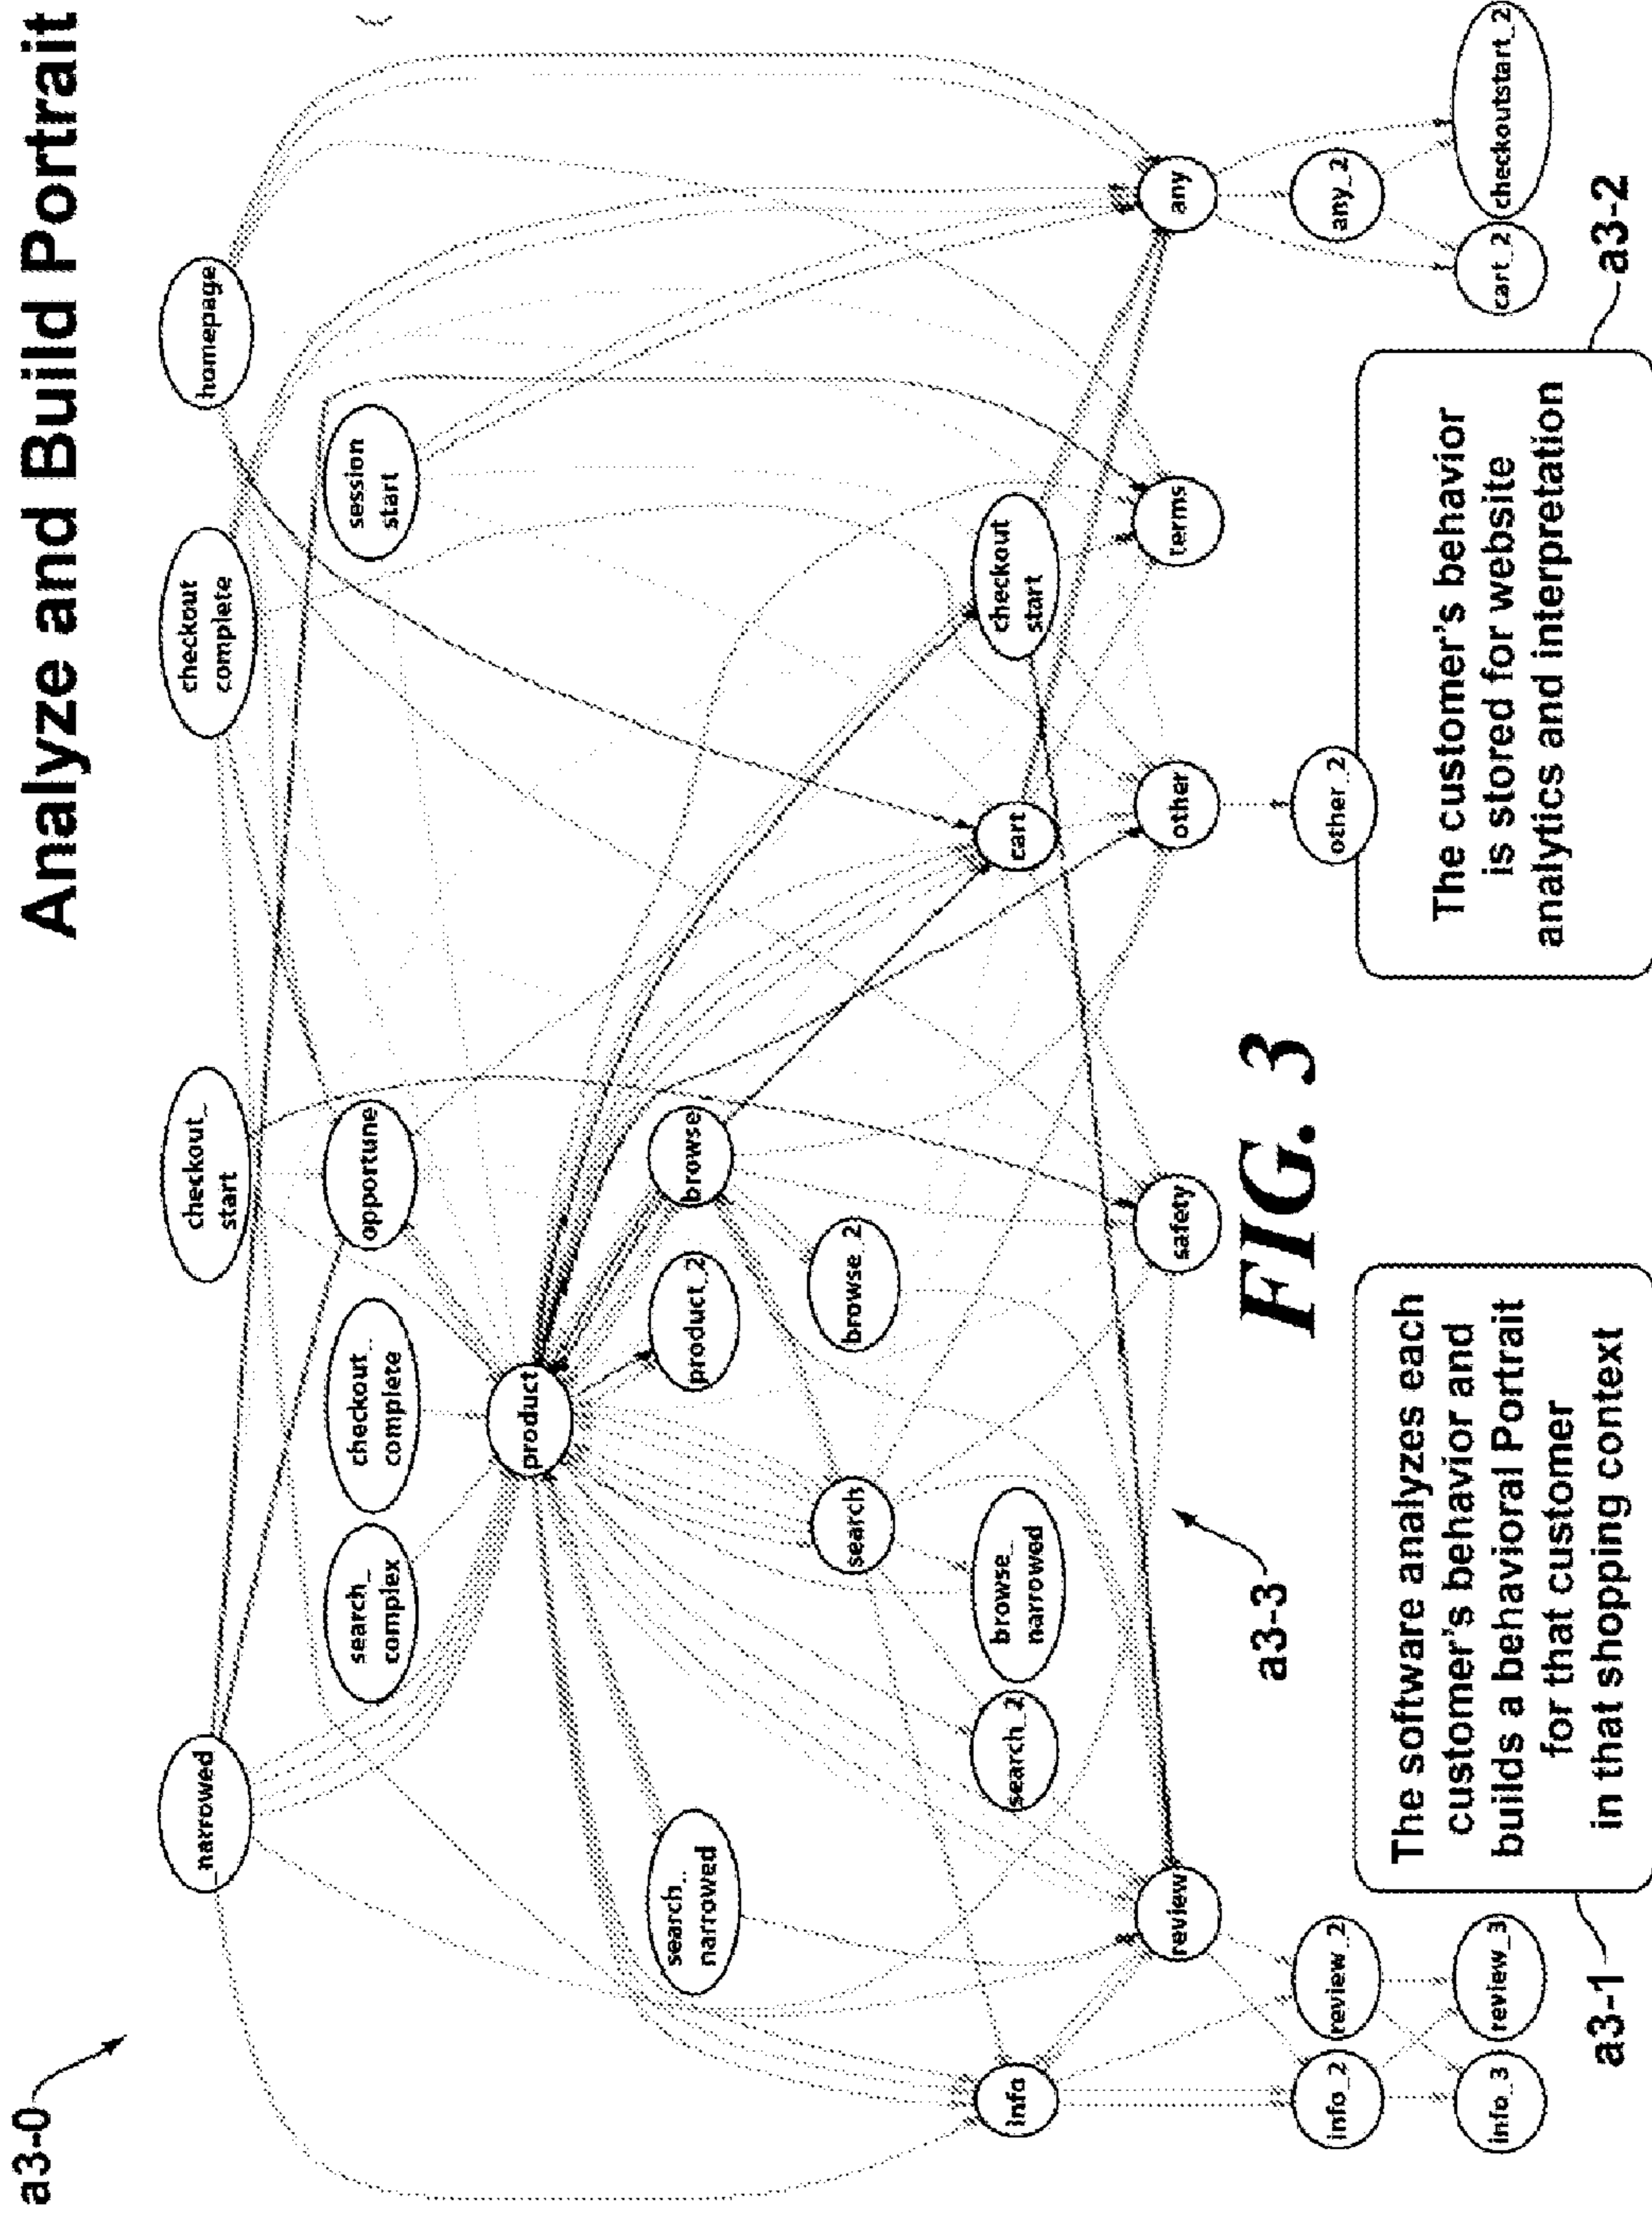 Analyze and Build Portrait
a3-0
_narrowed
checkout_
start
checkout
complete
homepage
search_
complex
checkout_
complete
opportune
session
start
product
search_
narrowed
product_2
browse
search
browse_2
info
search_2
browse_
narrowed
cart
checkout
start
review
safety
other
terms
any
a3-3
FIG. 3
info_2
review_2
other_2
any_2
info_3
review_3
cart_2
checkoutstart_2
The software analyzes each
customer's behavior and
builds a behavioral Portrait
for that customer
in that shopping context
a3-1
The customer's behavior
is stored for website
analytics and interpretation
a3-2